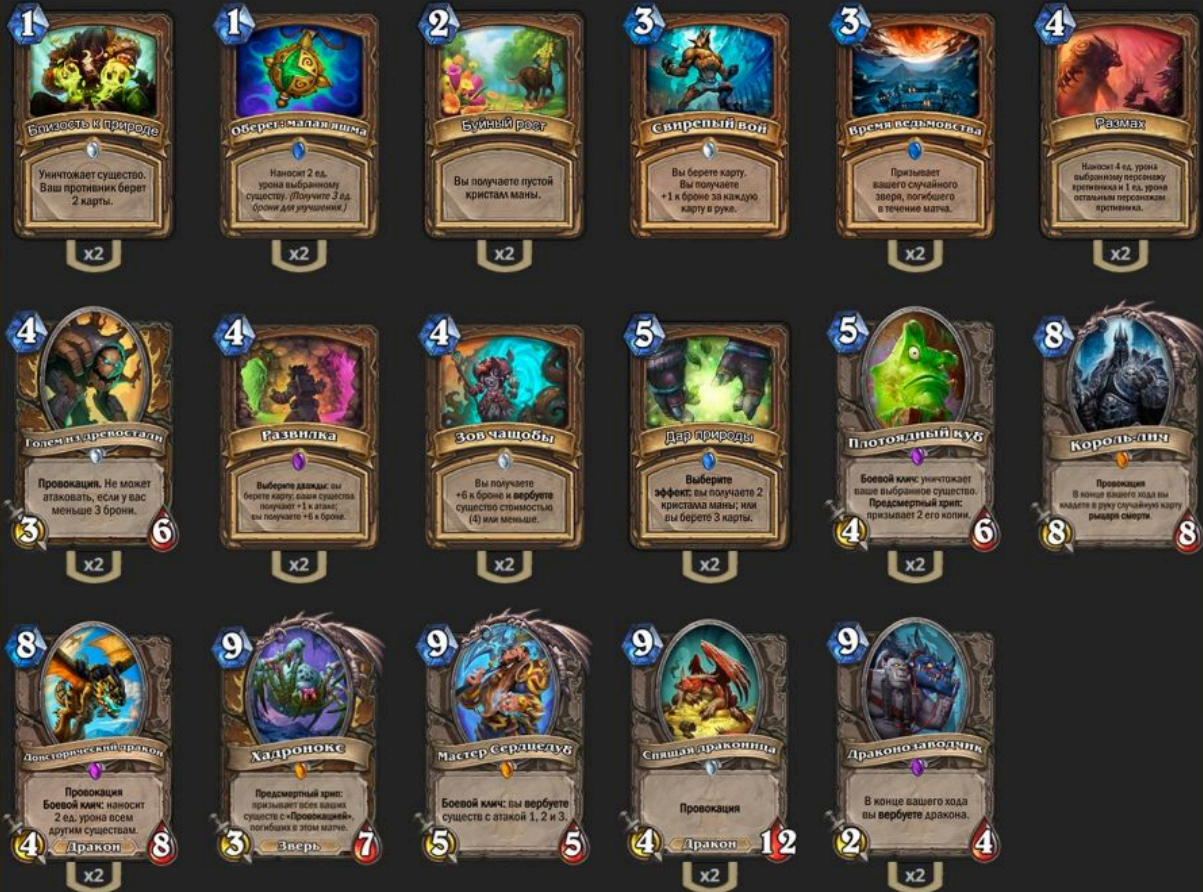 1
Близость к природе
Уничтожает существо.
Ваш противник берет
2 карты.
x2
1
Оберег: малая яшма
Наносит 2 ед.
урона выбранному
существу. (Получите 3 ед.
брони для улучшения.)
x2
2
Буйный рост
Вы получаете пустой
кристалл маны.
x2
3
Свирепый вой
Вы берете карту.
Вы получаете
+1 к броне за каждую
карту в руке.
3
Время ведьмовства
Призывает
вашего случайного
зверя, погибшего
в течение матча.
x2
4
Размах
Наносит 4 ед. урона
выбранному персонажу
противника и 1 ед. урона
остальным персонажам
противника.
x2
4
Голем из древостали
Провокация. Не может
атаковать, если у вас
меньше 3 брони.
3
6
x2
4
Развилка
Выберите дважды: вы
берете карту; ваши существа
получают +1 к атаке;
вы получаете +6 к броне.
x2
4
Зов чащобы
Вы получаете
+6 к броне и вербуете
существо стоимостью
(4) или меньше.
x2
5
Дар природы
Выберите
эффект: вы получаете 2
кристалла маны; или
вы берете 3 карты.
x2
5
Плотоядный куб
Боевой клич: уничтожает
ваше выбранное существо.
Предсмертный хрип:
призывает 2 его копии.
4
6
x2
8
Король-лич
Провокация
В конце вашего хода вы
кладете в руку случайную карту
рыцаря смерти.
8
8
8
Доисторический дракон
Провокация
Боевой клич: наносит
2 ед. урона всем
другим существам.
4
Дракон
8
x2
9
Хадронокс
Предсмертный хрип:
призывает всех ваших
существ с «Провокацией»,
погибших в этом матче.
3
Зверь
7
9
Мастер Сердцедуб
Боевой клич: вы вербуете
существ с атакой 1, 2 и 3.
5
5
9
Спящая драконица
Провокация
4
Дракон
12
x2
9
Драконозаводчик
В конце вашего хода
вы вербуете дракона.
2
4
x2